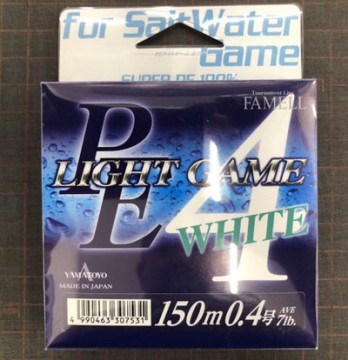 for SaltWater
Game
SUPER PE 100%
Tournament Line
FAMELL
PE
4
LIGHT GAME
WHITE
YAMATOYO
MADE IN JAPAN
150m 0.4号 AVE 7lb.
4 990463 307531